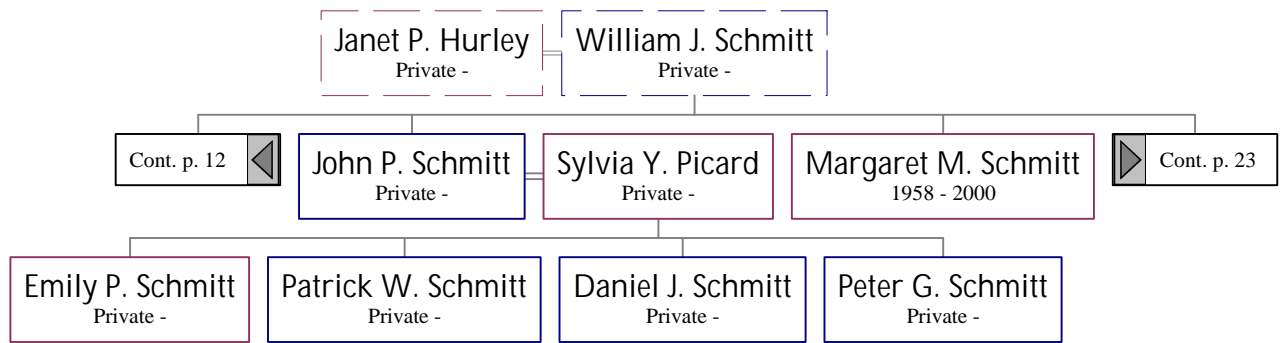 Janet P. Hurley
Private -
William J. Schmitt
Private -
Cont. p. 12
John P. Schmitt
Private -
Sylvia Y. Picard
Private -
Margaret M. Schmitt
1958 - 2000
Cont. p. 23
Emily P. Schmitt
Private -
Patrick W. Schmitt
Private -
Daniel J. Schmitt
Private -
Peter G. Schmitt
Private -